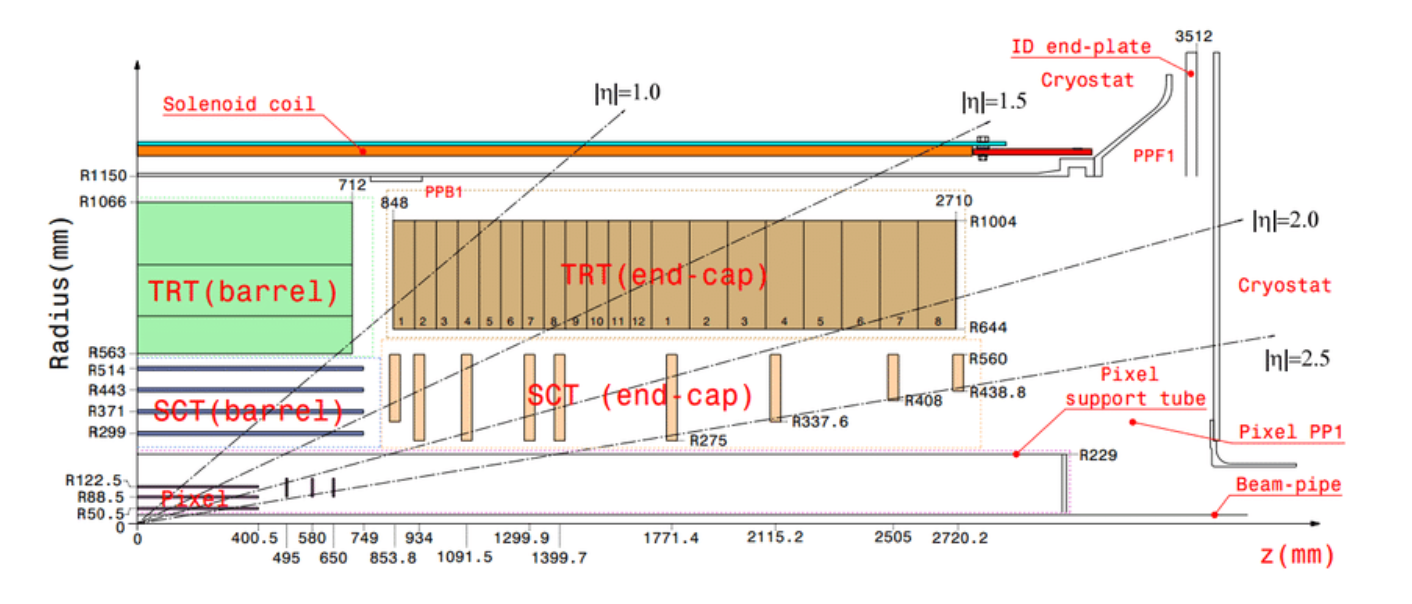 3512
ID end-plate
Cryostat
|η|=1.0
|η|=1.5
Solenoid coil
PPF1
R1150
712
PPB1
R1066
848
2710
R1004
|η|=2.0
TRT(barrel)
TRT(end-cap)
Cryostat
1 2 3 4 5 6 7 8 9 10 11 12 1 2 3 4 5 6 7 8
R644
Radius(mm)
R563
R560
|η|=2.5
R514
R443
R438.8
SCT (end-cap)
R408
Pixel
support tube
R371
SCT(barrel)
R337.6
R299
R275
Pixel PP1
R229
R122.5
R88.5
Pixel
R50.5
Beam-pipe
0
0
400.5
495
580
650
749
853.8
934
1091.5
1299.9
1399.7
1771.4
2115.2
2505
2720.2
z(mm)